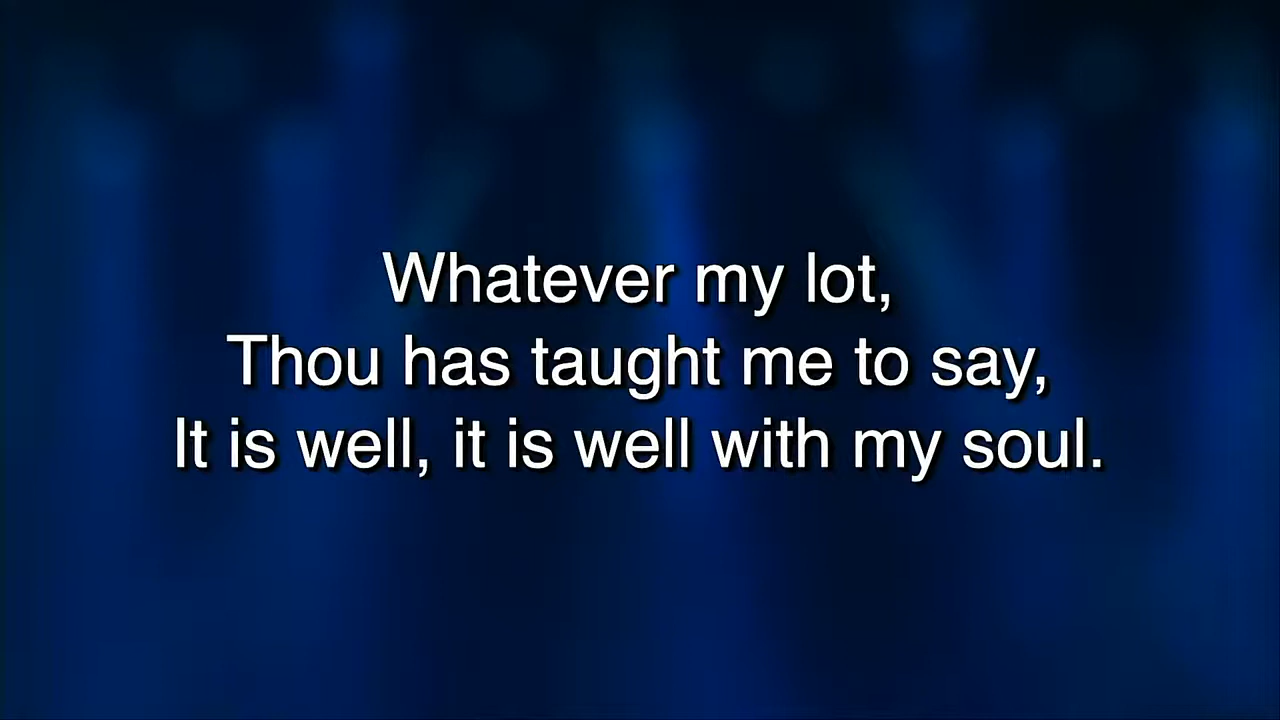 Whatever my lot,
Thou has taught me to say,
It is well, it is well with my soul.